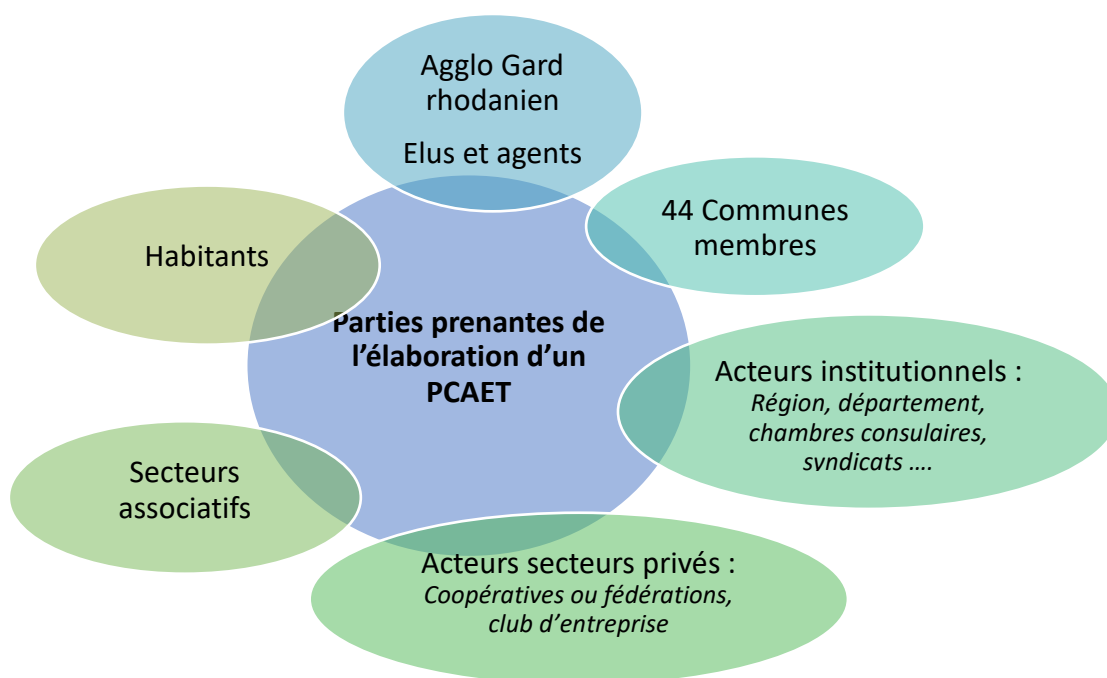 Agglo Gard
rhodanien
Elus et agents
44 Communes
membres
Habitants
Parties prenantes de
l'élaboration d'un
PCAET
Acteurs institutionnels :
Région, département,
chambres consulaires,
syndicats ....
Secteurs
associatifs
Acteurs secteurs privés :
Coopératives ou fédérations,
club d'entreprise